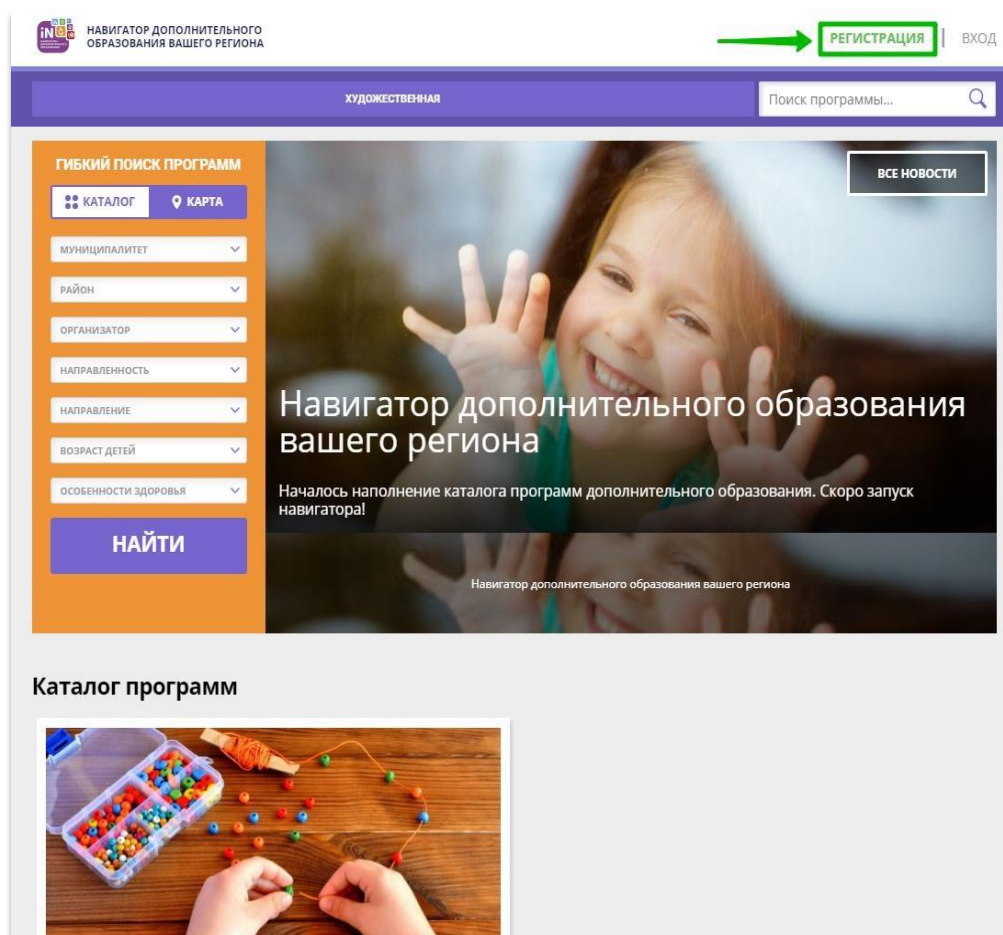 iN
НАВИГАТОР ДОПОЛНИТЕЛЬНОГО
ОБРАЗОВАНИЯ ВАШЕГО РЕГИОНА
РЕГИСТРАЦИЯ
ВХОД
ХУДОЖЕСТВЕННАЯ
Поиск программы...
ГИБКИЙ ПОИСК ПРОГРАММ
КАТАЛОГ
КАРТА
МУНИЦИПАЛИТЕТ
РАЙОН
ОРГАНИЗАТОР
НАПРАВЛЕННОСТЬ
НАПРАВЛЕНИЕ
ВОЗРАСТ ДЕТЕЙ
ОСОБЕННОСТИ ЗДОРОВЬЯ
НАЙТИ
ВСЕ НОВОСТИ
Навигатор дополнительного образования
вашего региона
Началось наполнение каталога программ дополнительного образования. Скоро запуск
навигатора!
Навигатор дополнительного образования вашего региона
Каталог программ